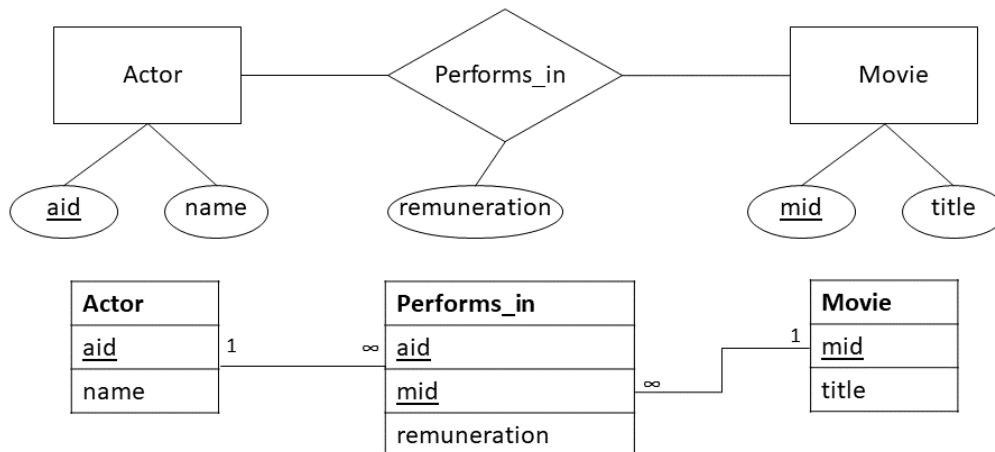 Actor
Performs_in
Movie
aid
name
remuneration
mid
title
Actor
aid
name
1
∞
Performs_in
aid
mid
remuneration
∞
1
Movie
mid
title